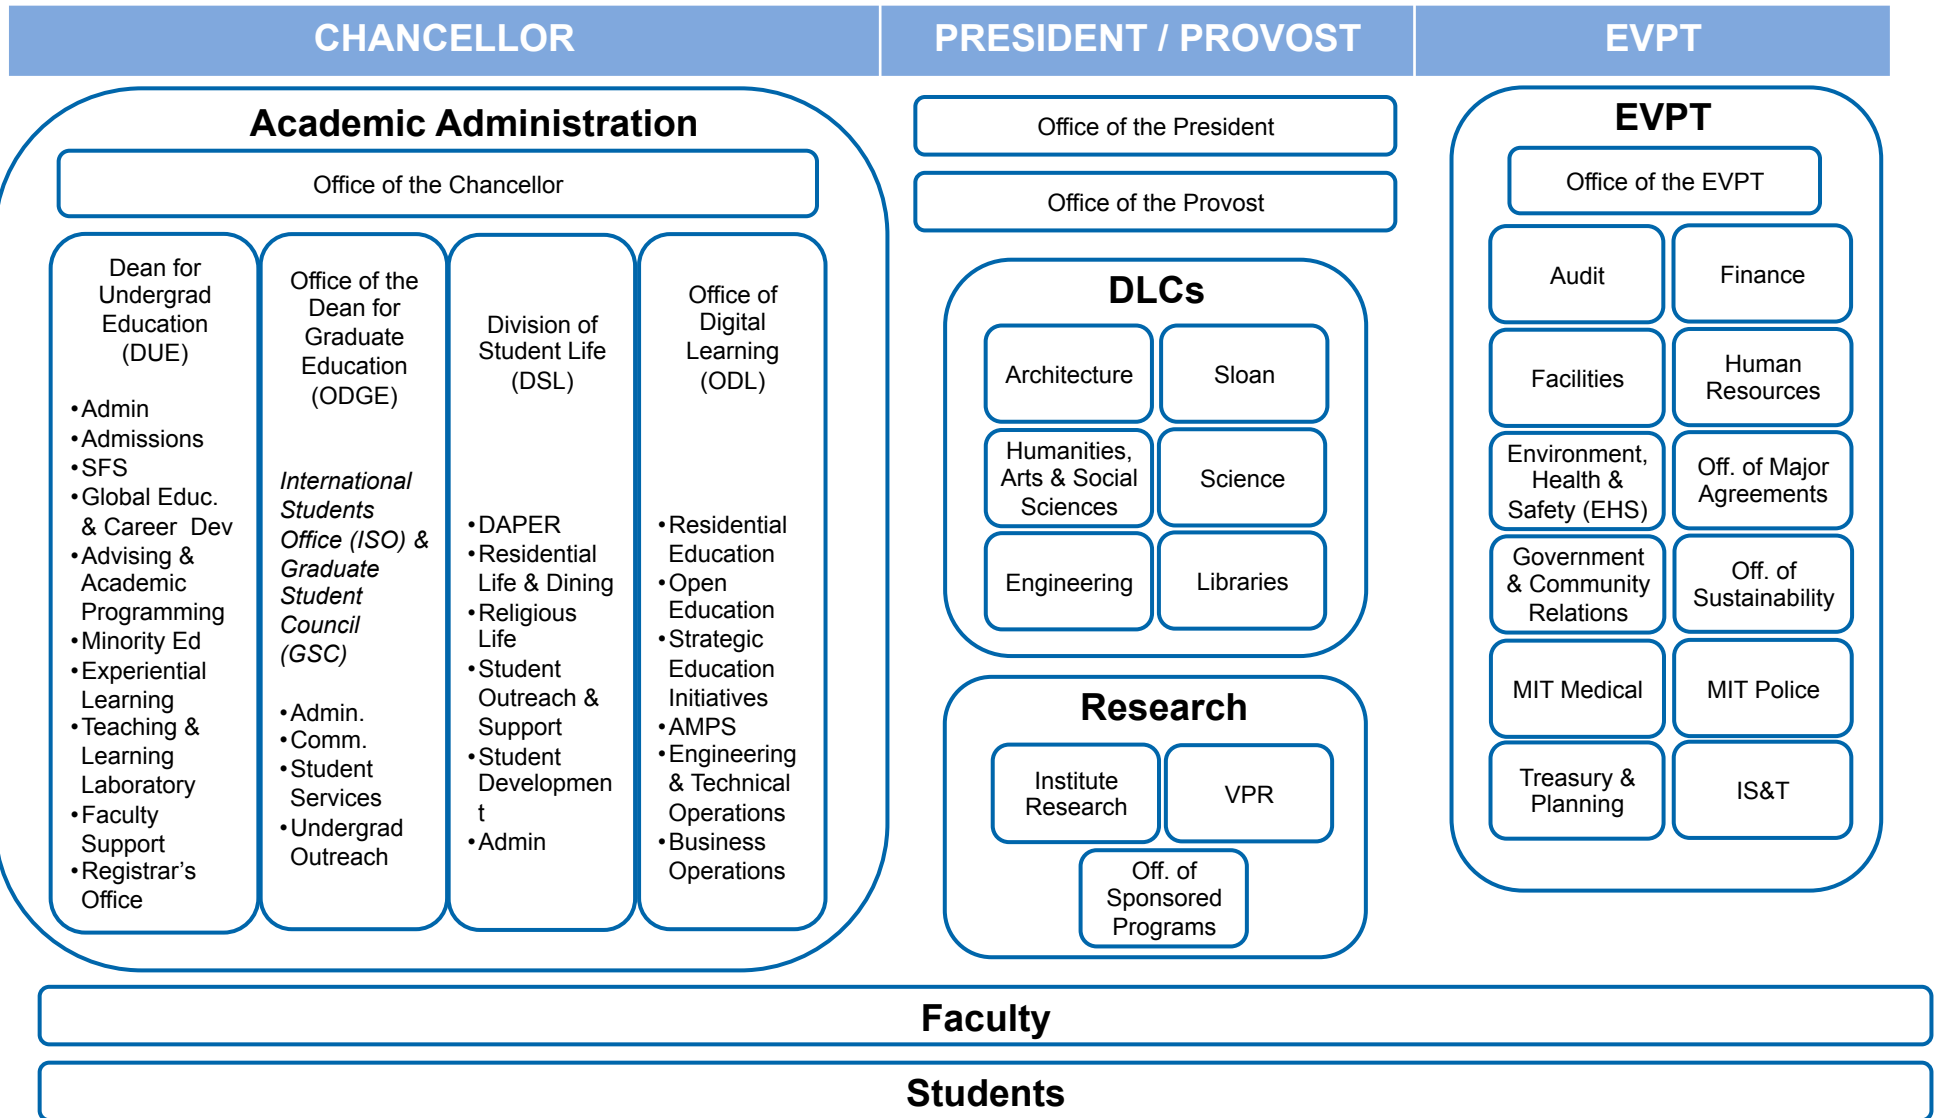 CHANCELLOR
PRESIDENT / PROVOST
EVPT
Academic Administration
Office of the Chancellor
Dean for
Undergrad
Education
(DUE)
•Admin
•Admissions
•SFS
•Global Educ.
& Career Dev
•Advising &
Academic
Programming
•Minority Ed
•Experiential
Learning
•Teaching &
Learning
Laboratory
•Faculty
Support
•Registrar’s
Office
Office of the
Dean for
Graduate
Education
(ODGE)
International
Students
Office (ISO) &
Graduate
Student
Council
(GSC)
•Admin.
•Comm.
•Student
Services
•Undergrad
Outreach
Division of
Student Life
(DSL)
•DAPER
•Residential
Life & Dining
•Religious
Life
•Student
Outreach &
Support
•Student
Developmen
t
•Admin
Office of
Digital
Learning
(ODL)
•Residential
Education
•Open
Education
•Strategic
Education
Initiatives
•AMPS
•Engineering
& Technical
Operations
•Business
Operations
Office of the President
Office of the Provost
DLCs
Architecture
Sloan
Humanities,
Arts & Social
Sciences
Science
Engineering
Libraries
Research
Institute
Research
VPR
Off. of
Sponsored
Programs
EVPT
Office of the EVPT
Audit
Finance
Facilities
Human
Resources
Environment,
Health &
Safety (EHS)
Off. of Major
Agreements
Government
& Community
Relations
Off. of
Sustainability
MIT Medical
MIT Police
Treasury &
Planning
IS&T
Faculty
Students